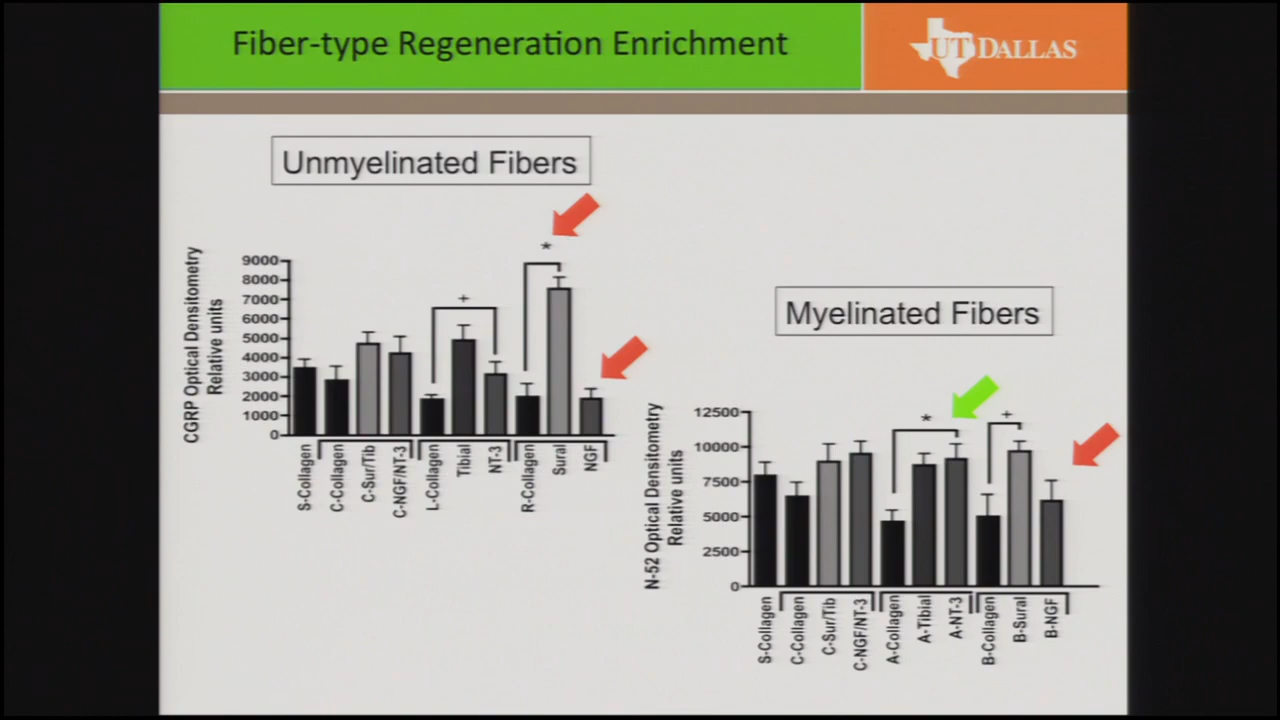 Fiber-type Regeneration Enrichment
UT DALLAS
Unmyelinated Fibers
*
+
CGRP Optical Densitometry
Relative units
9000
8000
7000
6000
5000
4000
3000
2000
1000
0
S-Collagen
C-Collagen
C-Sur/Tib
C-NGF/NT-3
L-Collagen
Tibial
NT-3
R-Collagen
Sural
NGF
Myelinated Fibers
*
+
N-52 Optical Densitometry
Relative units
12500
10000
7500
5000
2500
0
S-Collagen
C-Collagen
C-Sur/Tib
C-NGF/NT-3
A-Collagen
A-Tibial
A-NT-3
B-Collagen
B-Sural
B-NGF